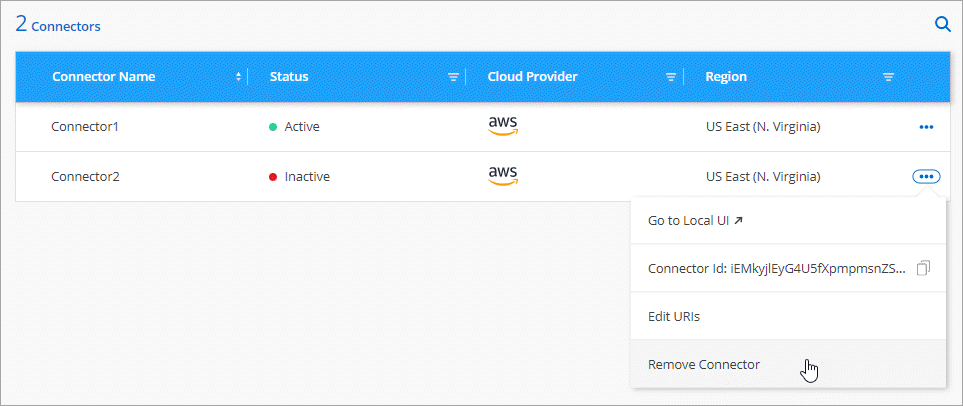 2 Connectors
Connector Name Status Cloud Provider Region
Connector1 Active aws US East (N. Virginia)
Connector2 Inactive aws US East (N. Virginia)
Go to Local UI
Connector Id: iEMkyjlEyG4U5fXpmpmsnZS...
Edit URIs
Remove Connector